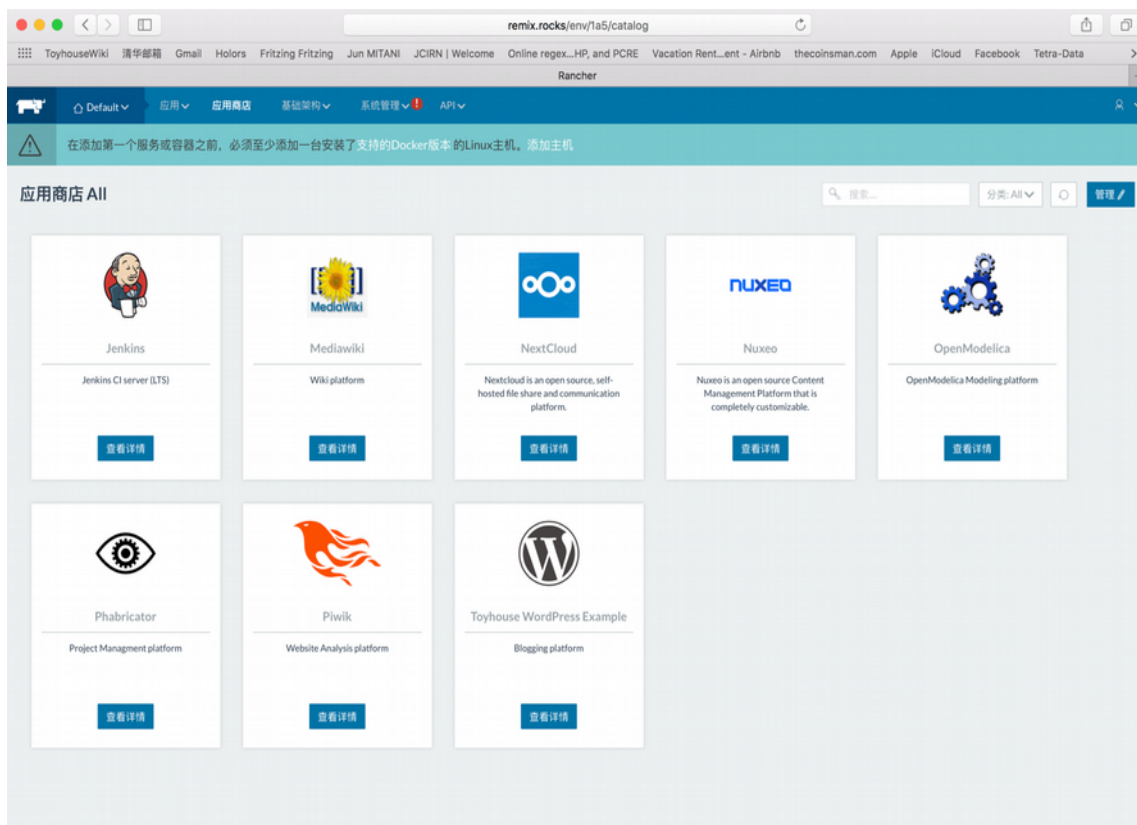 remix.rocks/env/1a5/catalog
ToyhouseWiki 清华邮箱 Gmail Holors Fritzing Fritzing Jun MITANI JCIRN | Welcome Online regex...HP, and PCRE Vacation Rent...ent - Airbnb thecoinsman.com Apple iCloud Facebook Tetra-Data
Rancher
Default 应用 应用商店 基础架构 系统管理 ! API
在添加第一个服务或容器之前，必须至少添加一台安装了支持的Docker版本 的Linux主机。添加主机
应用商店 All
搜索...
分类: All
管理
MediaWiki
nuxeo
Jenkins
Mediawiki
NextCloud
Nuxeo
OpenModelica
Jenkins CI server (LTS)
Wiki platform
Nextcloud is an open source, self-
hosted file share and communication
platform.
Nuxeo is an open source Content
Management Platform that is
completely customizable.
OpenModelica Modeling platform
查看详情
查看详情
查看详情
查看详情
查看详情
Phabricator
Piwik
Toyhouse WordPress Example
Project Managment platform
Website Analysis platform
Blogging platform
查看详情
查看详情
查看详情